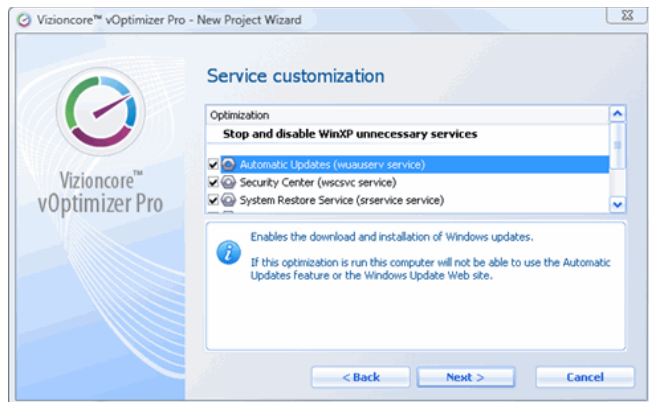 Vizioncore™ vOptimizer Pro - New Project Wizard
Service customization
Optimization
Stop and disable WinXP unnecessary services
Automatic Updates (wuauserv service)
Security Center (wscsvc service)
System Restore Service (srservice service)
Vizioncore™
vOptimizer Pro
Enables the download and installation of Windows updates.
If this optimization is run this computer will not be able to use the Automatic
Updates feature or the Windows Update Web site.
< Back
Next >
Cancel